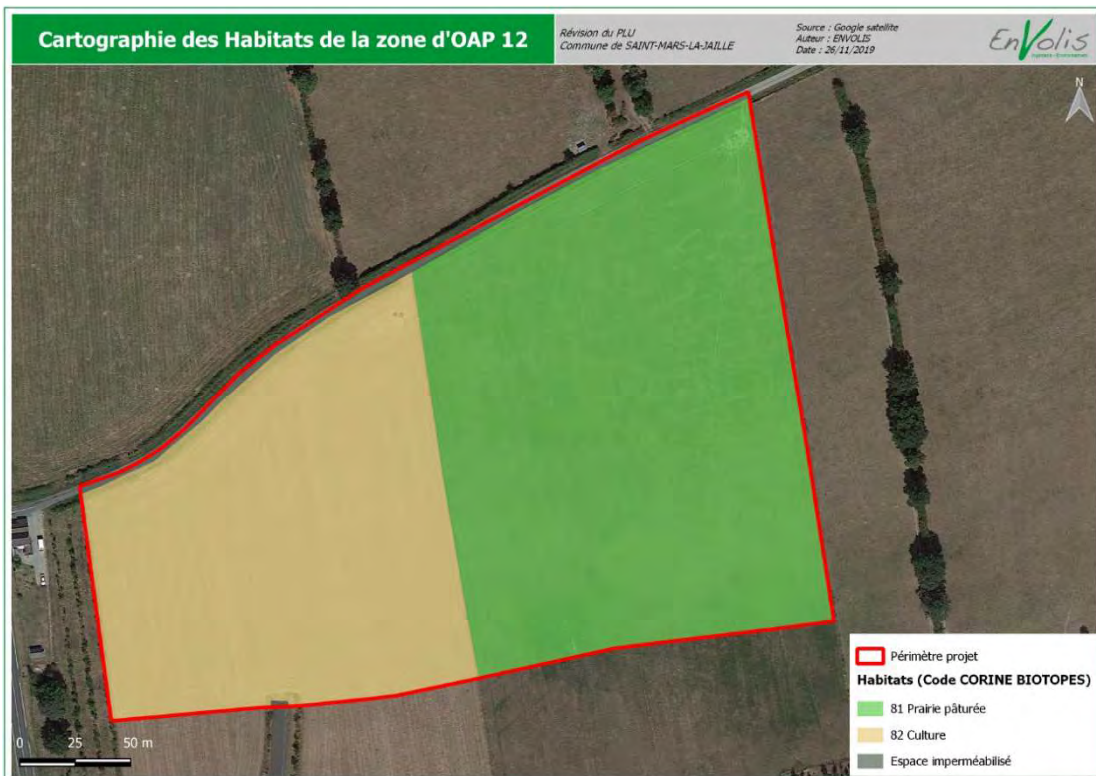 Cartographie des Habitats de la zone d'OAP 12
Révision du PLU
Commune de SAINT-MARS-LA-JAILLE
Source : Google satellite
Auteur : ENVOLIS
Date : 26/11/2019
EnVolis
Ingénierie - Environnement
N
Périmètre projet
Habitats (Code CORINE BIOTOPES)
81 Prairie pâturée
82 Culture
Espace imperméabilisé
0 25 50 m